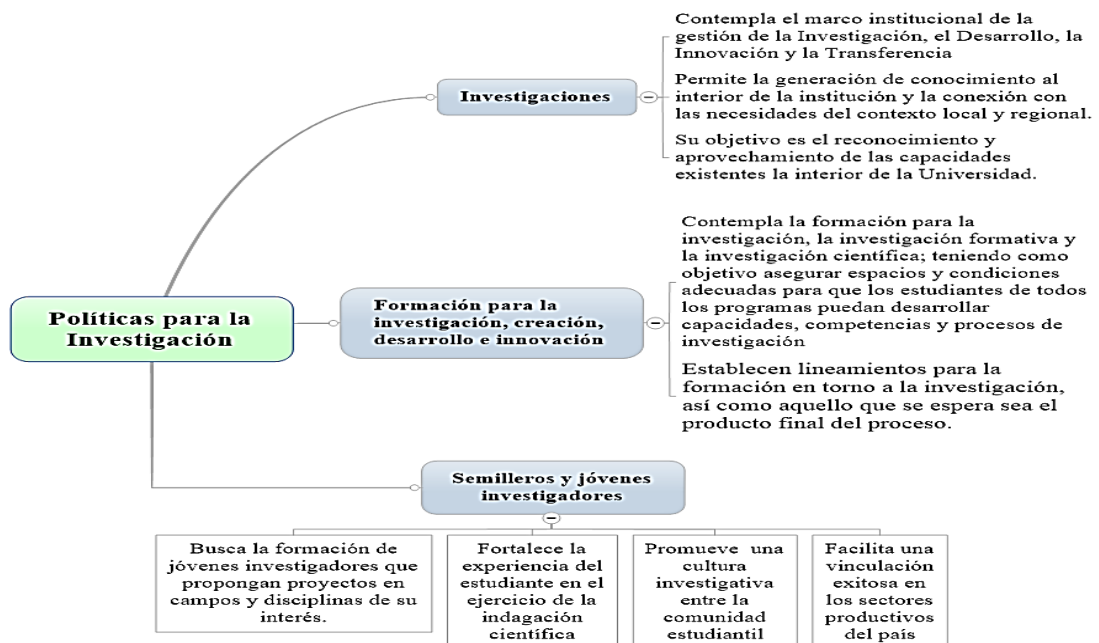 Contempla el marco institucional de la
gestión de la Investigación, el Desarrollo, la
Innovación y la Transferencia
Investigaciones
Permite la generación de conocimiento al
interior de la institución y la conexión con
las necesidades del contexto local y regional.
Su objetivo es el reconocimiento y
aprovechamiento de las capacidades
existentes la interior de la Universidad.
Políticas para la
Investigación
Formación para la
investigación, creación,
desarrollo e innovación
Contempla la formación para la
investigación, la investigación formativa y
la investigación científica; teniendo como
objetivo asegurar espacios y condiciones
adecuadas para que los estudiantes de todos
los programas puedan desarrollar
capacidades, competencias y procesos de
investigación
Establecen lineamientos para la
formación en torno a la investigación,
así como aquello que se espera sea el
producto final del proceso.
Semilleros y jóvenes
investigadores
Busca la formación de
jóvenes investigadores que
propongan proyectos en
campos y disciplinas de su
interés.
Fortalece la
experiencia del
estudiante en el
ejercicio de la
indagación
científica
Promueve una
cultura
investigativa
entre la
comunidad
estudiantil
Facilita una
vinculación
exitosa en
los sectores
productivos
del país